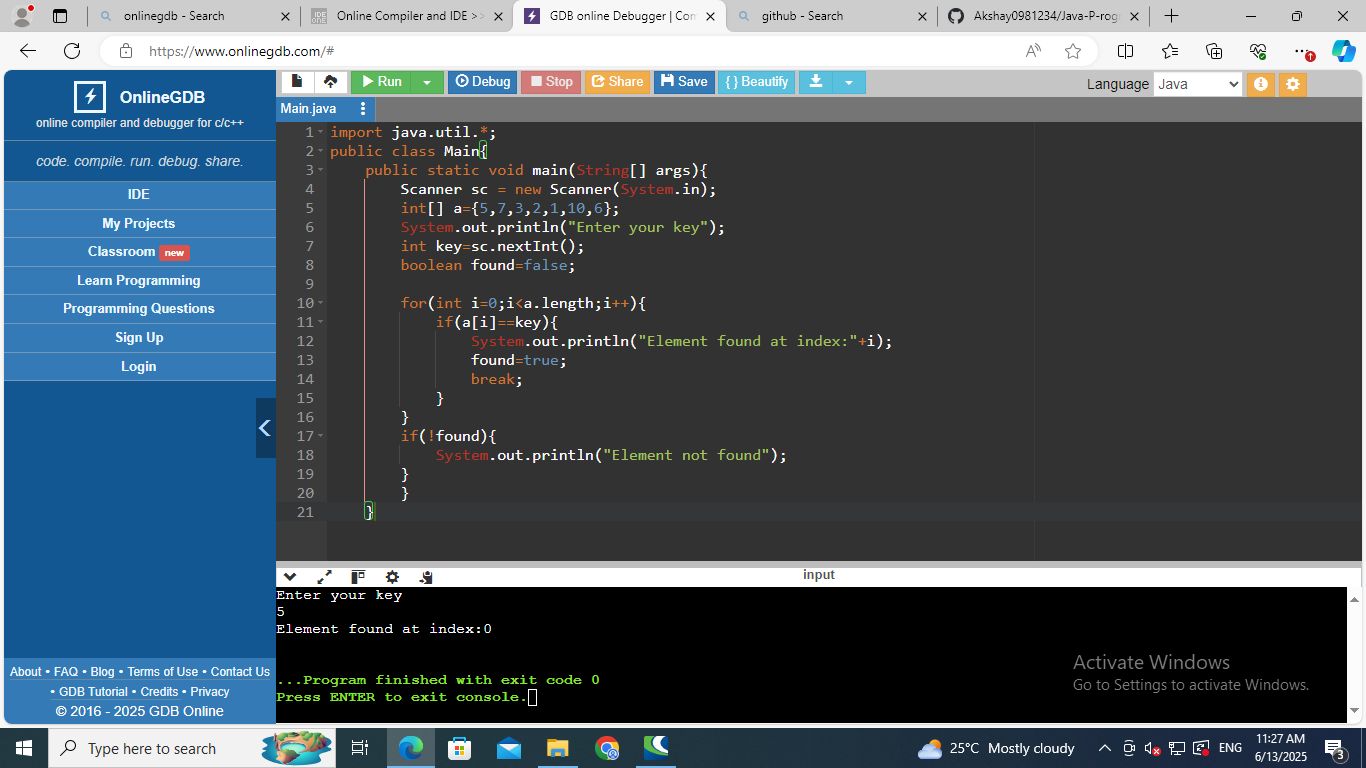 onlinegdb - Search
Online Compiler and IDE >>
GDB online Debugger | Com
github - Search
Akshay0981234/Java-P-rog
https://www.onlinegdb.com/#
OnlineGDB
online compiler and debugger for c/c++
code. compile. run. debug. share.
IDE
My Projects
Classroom new
Learn Programming
Programming Questions
Sign Up
Login
About • FAQ • Blog • Terms of Use • Contact Us
• GDB Tutorial • Credits • Privacy
© 2016 - 2025 GDB Online
Run Debug Stop Share Save { } Beautify
Language Java
Main.java
1 import java.util.*;
2 public class Main{
3 public static void main(String[] args){
4 Scanner sc = new Scanner(System.in);
5 int[] a={5,7,3,2,1,10,6};
6 System.out.println("Enter your key");
7 int key=sc.nextInt();
8 boolean found=false;
9
10 for(int i=0;i<a.length;i++){
11 if(a[i]==key){
12 System.out.println("Element found at index:"+i);
13 found=true;
14 break;
15 }
16 }
17 if(!found){
18 System.out.println("Element not found");
19 }
20 }
21 }
input
Enter your key
5
Element found at index:0
...Program finished with exit code 0
Press ENTER to exit console.
Activate Windows
Go to Settings to activate Windows.
Type here to search
25°C Mostly cloudy
ENG
11:27 AM
6/13/2025
3